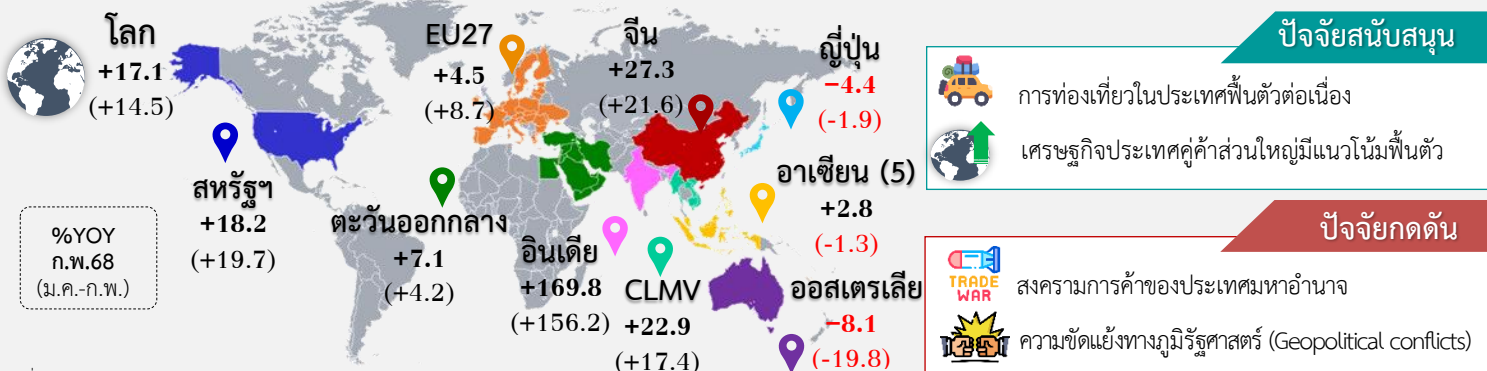 โลก
+17.1
(+14.5)
EU27
+4.5
(+8.7)
จีน
+27.3
(+21.6)
ญี่ปุ่น
−4.4
(-1.9)
สหรัฐฯ
+18.2
(+19.7)
ตะวันออกกลาง
+7.1
(+4.2)
อินเดีย
+169.8
(+156.2)
CLMV
+22.9
(+17.4)
อาเซียน (5)
+2.8
(-1.3)
ออสเตรเลีย
−8.1
(-19.8)
%YOY
ก.พ.68
(ม.ค.-ก.พ.)
ปัจจัยสนับสนุน
การท่องเที่ยวในประเทศฟื้นตัวต่อเนื่อง
เศรษฐกิจประเทศคู่ค้าส่วนใหญ่มีแนวโน้มฟื้นตัว
ปัจจัยกดดัน
TRADE
WAR
สงครามการค้าของประเทศมหาอำนาจ
ความขัดแย้งทางภูมิรัฐศาสตร์ (Geopolitical conflicts)